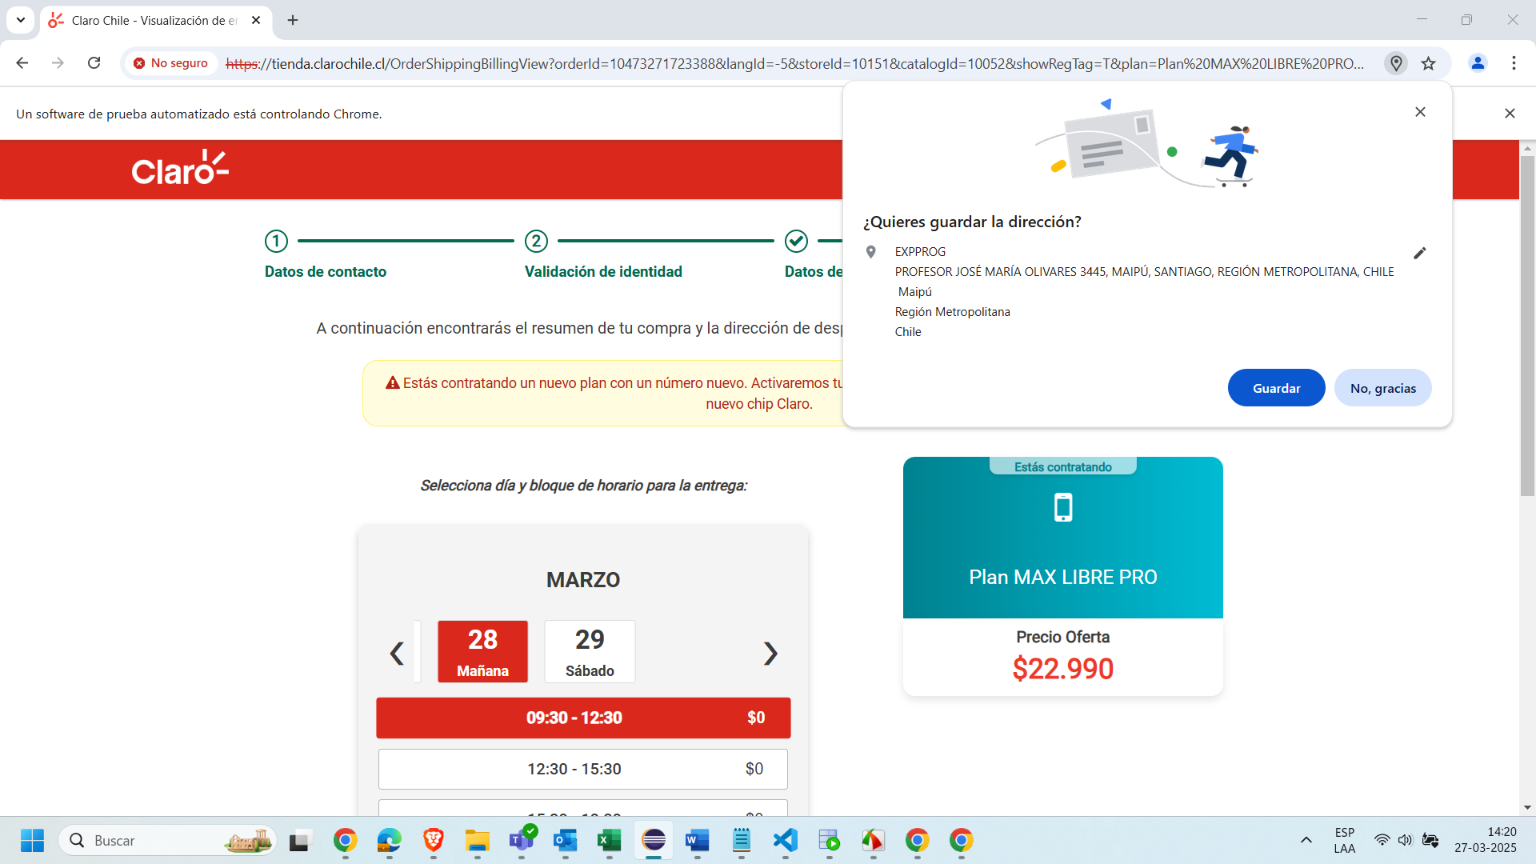 Claro Chile - Visualización de
No seguro
https://tienda.clarochile.cl/OrderShippingBillingView?orderId=10473271723388&langId=-5&storeId=10151&catalogId=10052&showRegTag=T&plan=Plan%20MAX%20LIBRE%20PRO...
Un software de prueba automatizado está controlando Chrome.
Claro
¿Quieres guardar la dirección?
EXPPROG
PROFESOR JOSÉ MARÍA OLIVARES 3445, MAIPÚ, SANTIAGO, REGIÓN METROPOLITANA, CHILE
Maipú
Región Metropolitana
Chile
Guardar
No, gracias
1
2
Datos de contacto
Validación de identidad
Datos de
A continuación encontrarás el resumen de tu compra y la dirección de
Estás contratando un nuevo plan con un número nuevo. Activaremos
nuevo chip Claro.
Selecciona día y bloque de horario para la entrega:
MARZO
28
Mañana
29
Sábado
09:30 - 12:30 $0
12:30 - 15:30 $0
Estás contratando
Plan MAX LIBRE PRO
Precio Oferta
$22.990
Buscar
ESP
LAA
14:20
27-03-2025